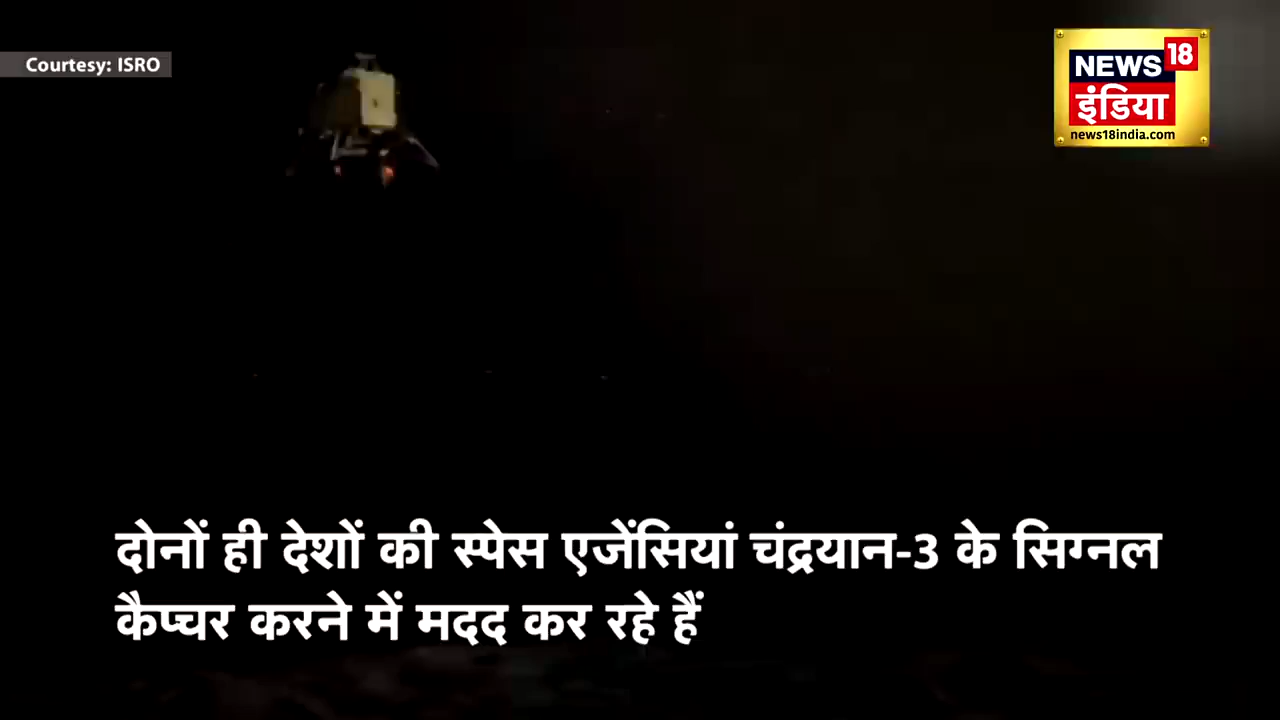 Courtesy: ISRO
NEWS 18
इंडिया
news18india.com
दोनों ही देशों की स्पेस एजेंसियां चंद्रयान-3 के सिग्नल
कैप्चर करने में मदद कर रहे हैं